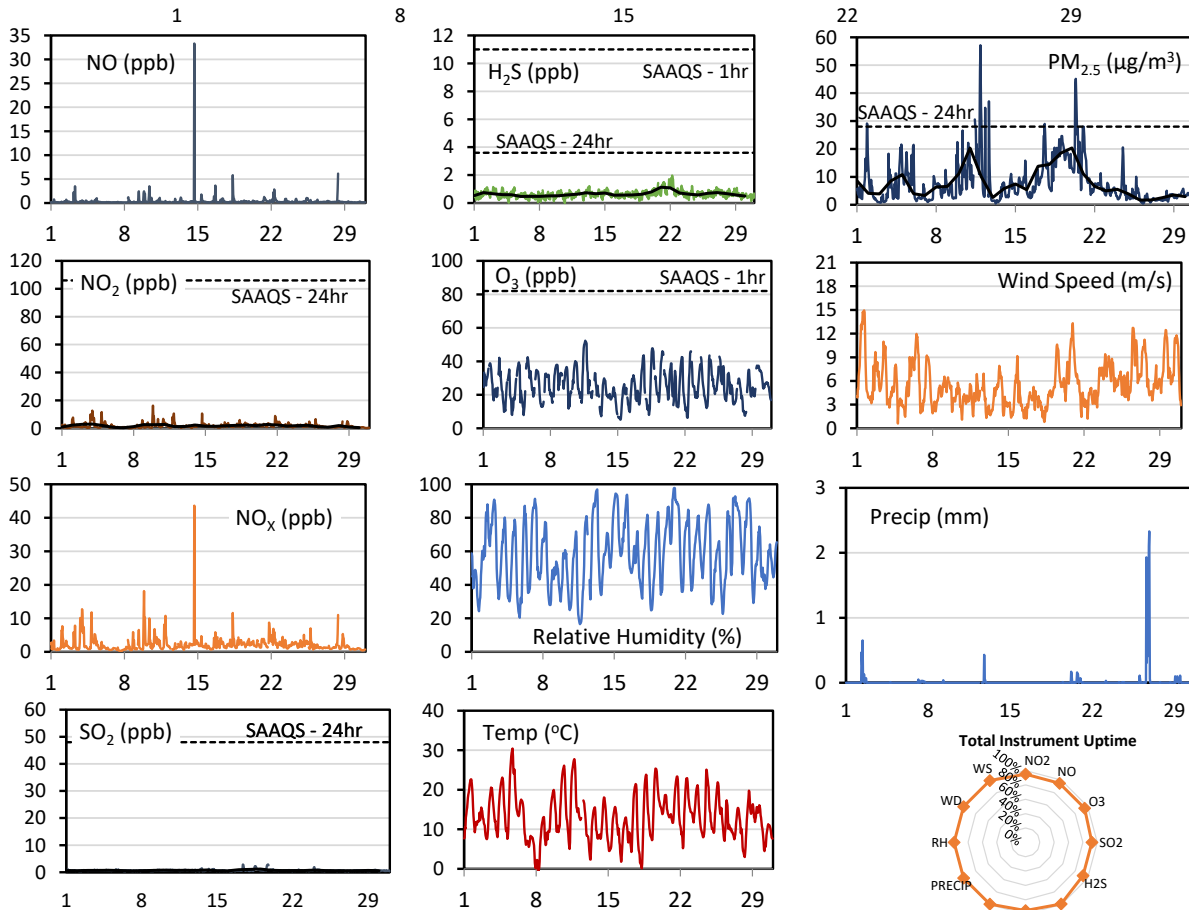 1 8 15 22 29
35
30
25
20
15
10
5
0
NO (ppb)
1 8 15 22 29
12
10
8
6
4
2
0
H2S (ppb)
SAAQS - 1hr
SAAQS - 24hr
1 8 15 22 29
60
50
40
30
20
10
0
PM2.5 (µg/m³)
SAAQS - 24hr
1 8 15 22 29
120
100
80
60
40
20
0
NO2 (ppb)
SAAQS - 24hr
1 8 15 22 29
100
80
60
40
20
0
O3 (ppb)
SAAQS - 1hr
1 8 15 22 29
21
18
15
12
9
6
3
0
Wind Speed (m/s)
1 8 15 22 29
50
40
30
20
10
0
NOX (ppb)
1 8 15 22 29
100
80
60
40
20
0
Relative Humidity (%)
1 8 15 22 29
3
2
1
0
Precip (mm)
1 8 15 22 29
60
50
40
30
20
10
0
SO2 (ppb)
SAAQS - 24hr
1 8 15 22 29
40
30
20
10
0
Temp (oC)
1 8 15 22 29
Total Instrument Uptime
100%
80%
60%
40%
20%
0%
NO2
NO
O3
SO2
H2S
PRECIP
RH
WD
WS